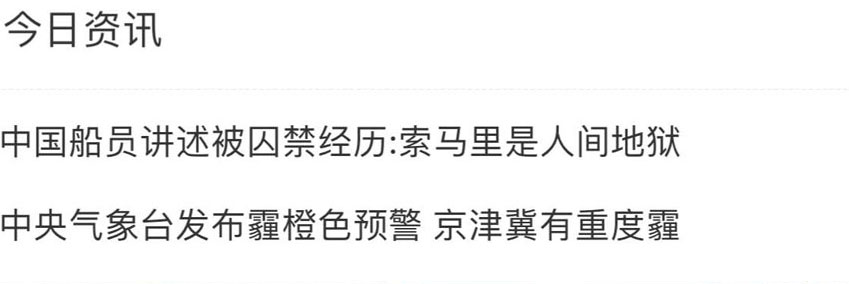 今日资讯
中国船员讲述被囚禁经历:索马里是人间地狱
中央气象台发布霾橙色预警 京津冀有重度霾